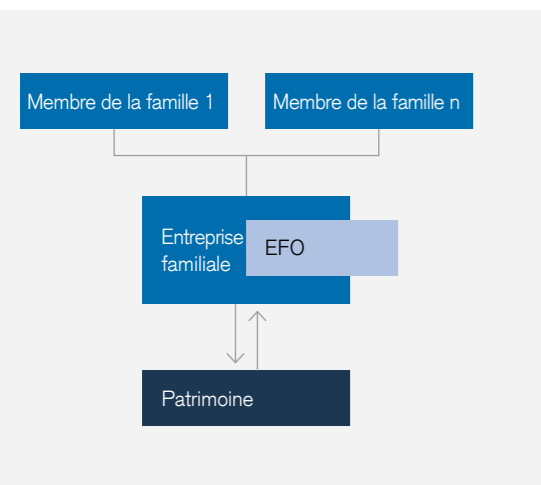 Membre de la famille 1
Membre de la famille n
Entreprise
familiale
EFO
Patrimoine